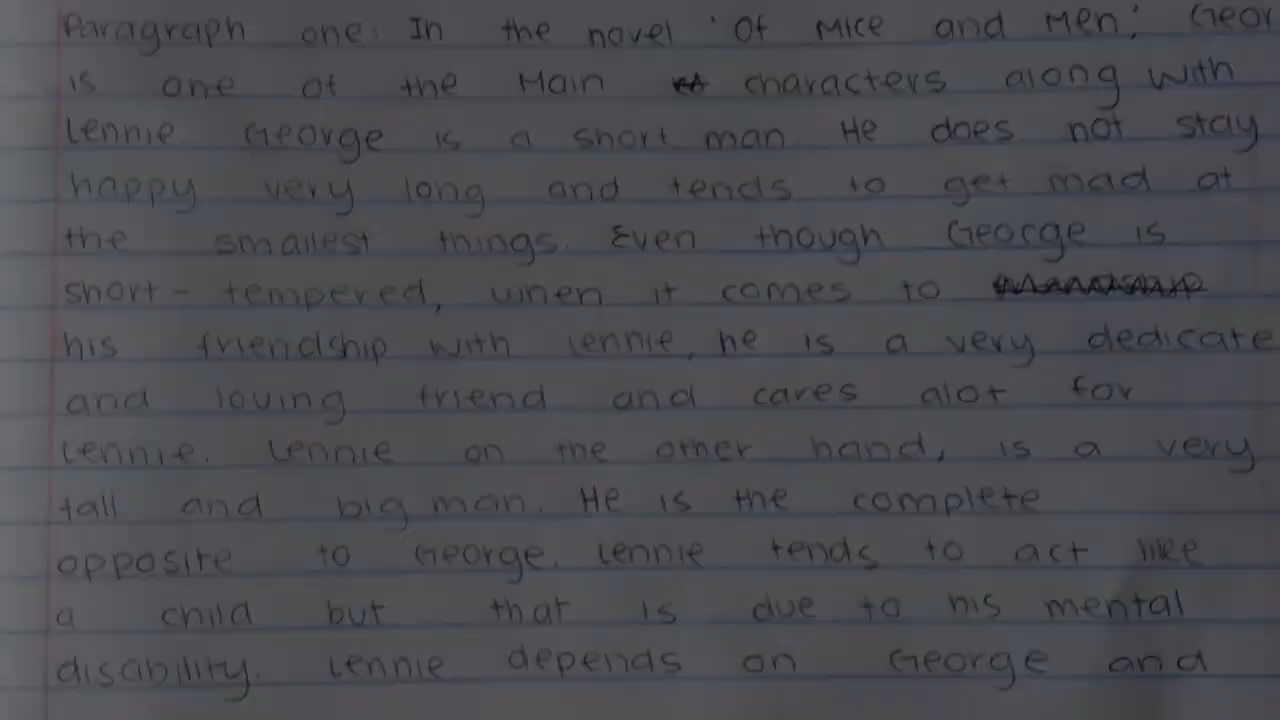 Paragraph one. In the novel 'Of Mice and Men,' Geor
is one of the Main characters along with
Lennie. George is a short man He does not stay
happy very long and tends to get mad at
the smallest things. Even though George is
short-tempered, when it comes to
his friendship with Lennie, he is a very dedicate
and loving friend and cares alot for
Lennie. Lennie on the other hand, is a very
tall and big man. He is the complete
opposite to George. Lennie tends to act like
a child but that is due to his mental
disability. Lennie depends on George and